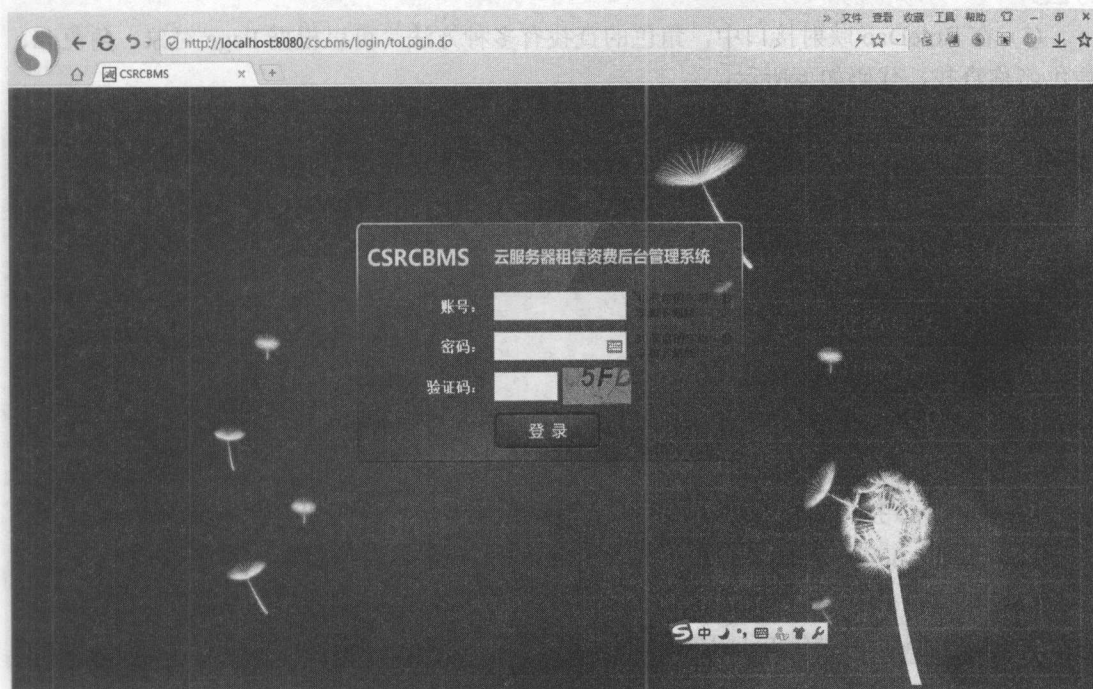 » 文件 查看 收藏 工具 帮助
http://localhost:8080/cscbms/login/toLogin.do
CSRCBMS
CSRCBMS 云服务器租赁资费后台管理系统
账号：
密码：
验证码： 5FD
登 录
中